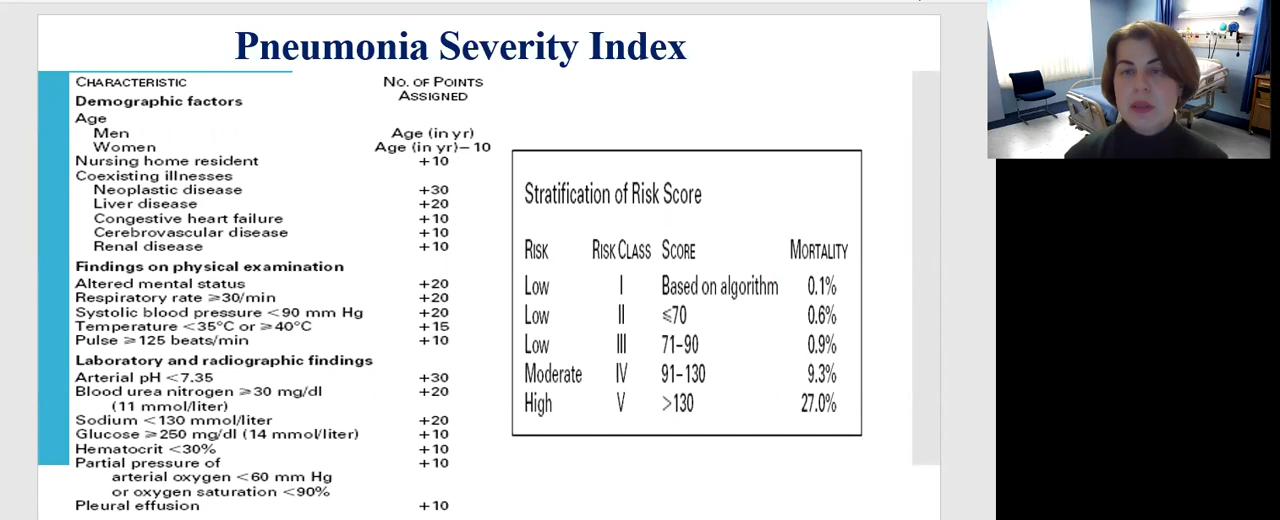 Pneumonia Severity Index
CHARACTERISTIC NO. OF POINTS
ASSIGNED
Demographic factors
Age
Men Age (in yr)
Women Age (in yr)– 10
Nursing home resident +10
Coexisting illnesses
Neoplastic disease +30
Liver disease +20
Congestive heart failure +10
Cerebrovascular disease +10
Renal disease +10
Findings on physical examination
Altered mental status +20
Respiratory rate ≥30/min +20
Systolic blood pressure <90 mm Hg +20
Temperature <35°C or ≥40°C +15
Pulse ≥125 beats/min +10
Laboratory and radiographic findings
Arterial pH <7.35 +30
Blood urea nitrogen ≥30 mg/dl +20
(11 mmol/liter)
Sodium <130 mmol/liter +20
Glucose ≥250 mg/dl (14 mmol/liter) +10
Hematocrit <30% +10
Partial pressure of +10
arterial oxygen <60 mm Hg
or oxygen saturation <90%
Pleural effusion +10
Stratification of Risk Score
RISK RISK CLASS SCORE MORTALITY
Low I Based on algorithm 0.1%
Low II ≤70 0.6%
Low III 71–90 0.9%
Moderate IV 91–130 9.3%
High V >130 27.0%